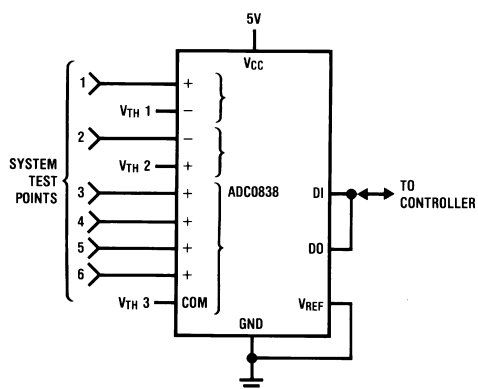 5V
VCC
1 +
VTH 1 −
2 −
VTH 2 +
SYSTEM
TEST
POINTS
3 +
4 +
5 +
6 +
VTH 3 COM
ADC0838
DI
TO
CONTROLLER
DO
VREF
GND